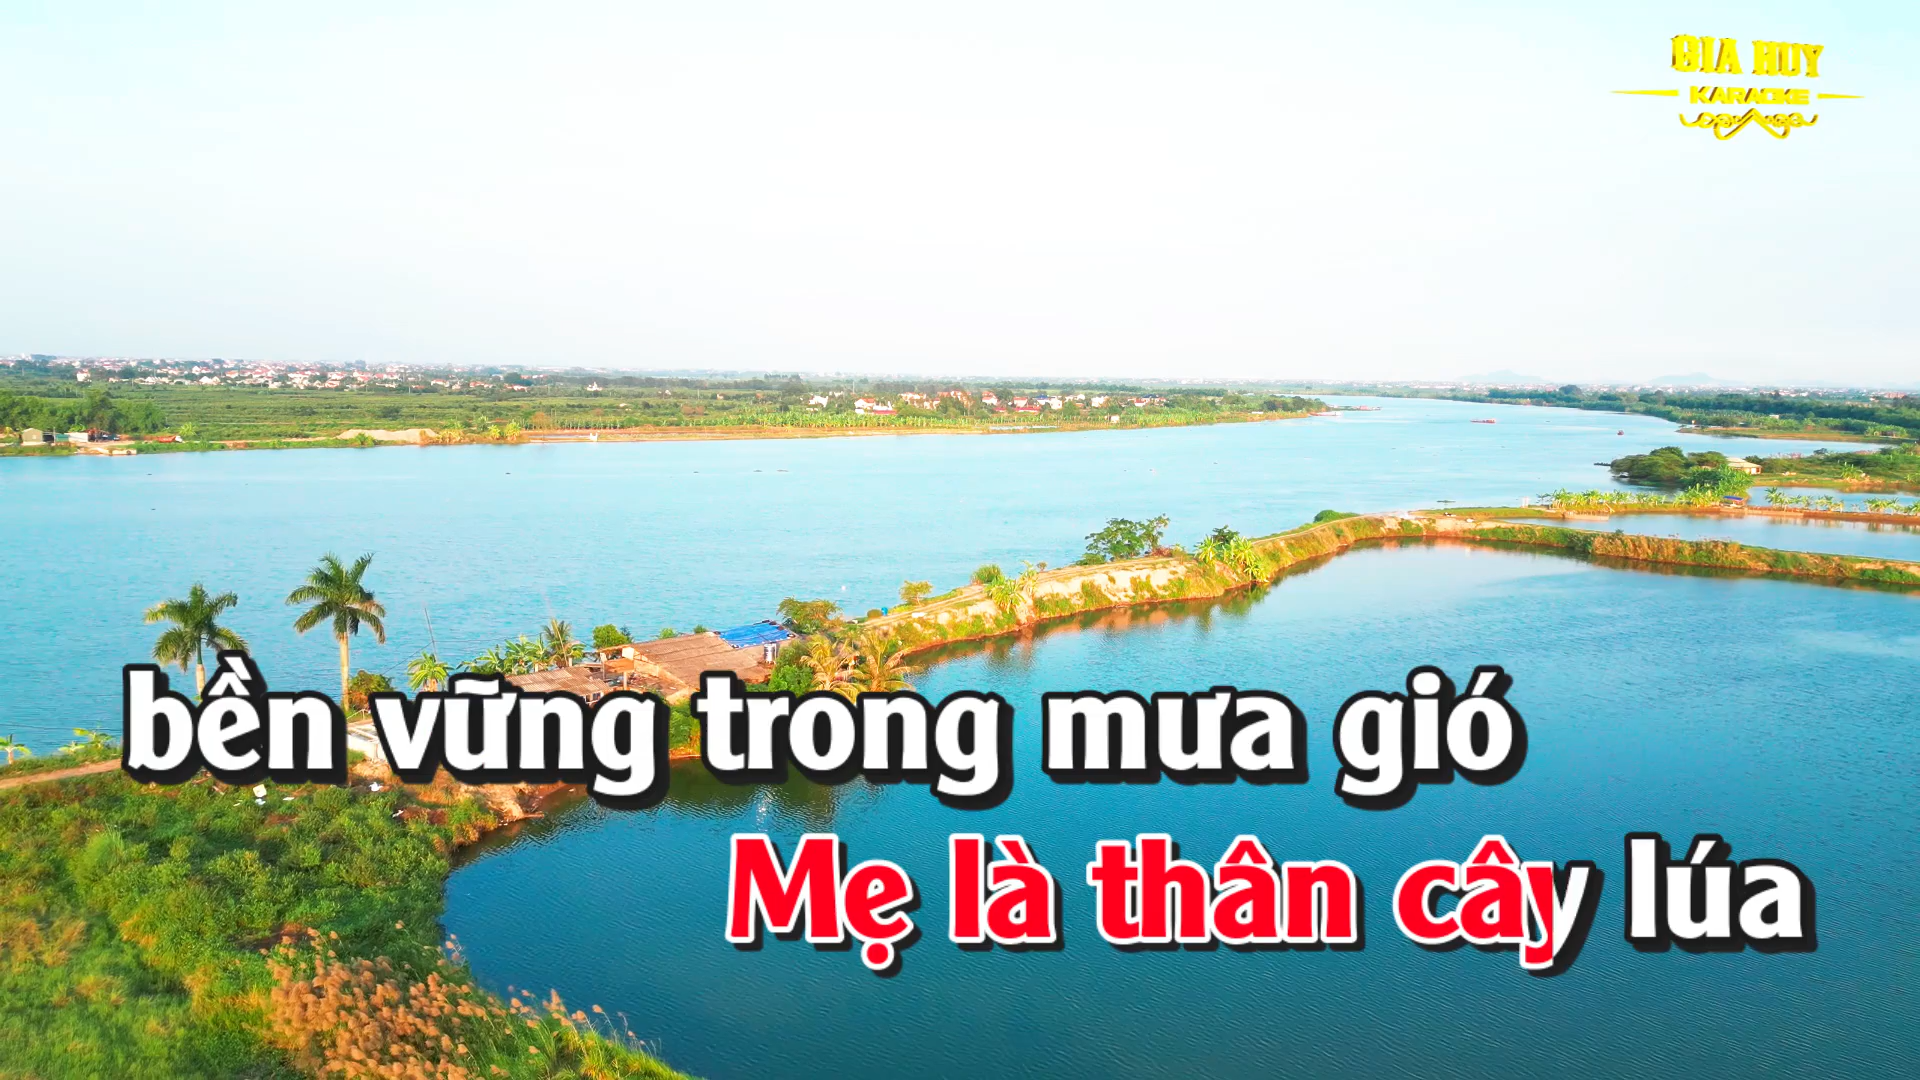 GIA HUY
KARAOKE
bền vững trong mưa gió
Mẹ là thân cây lúa